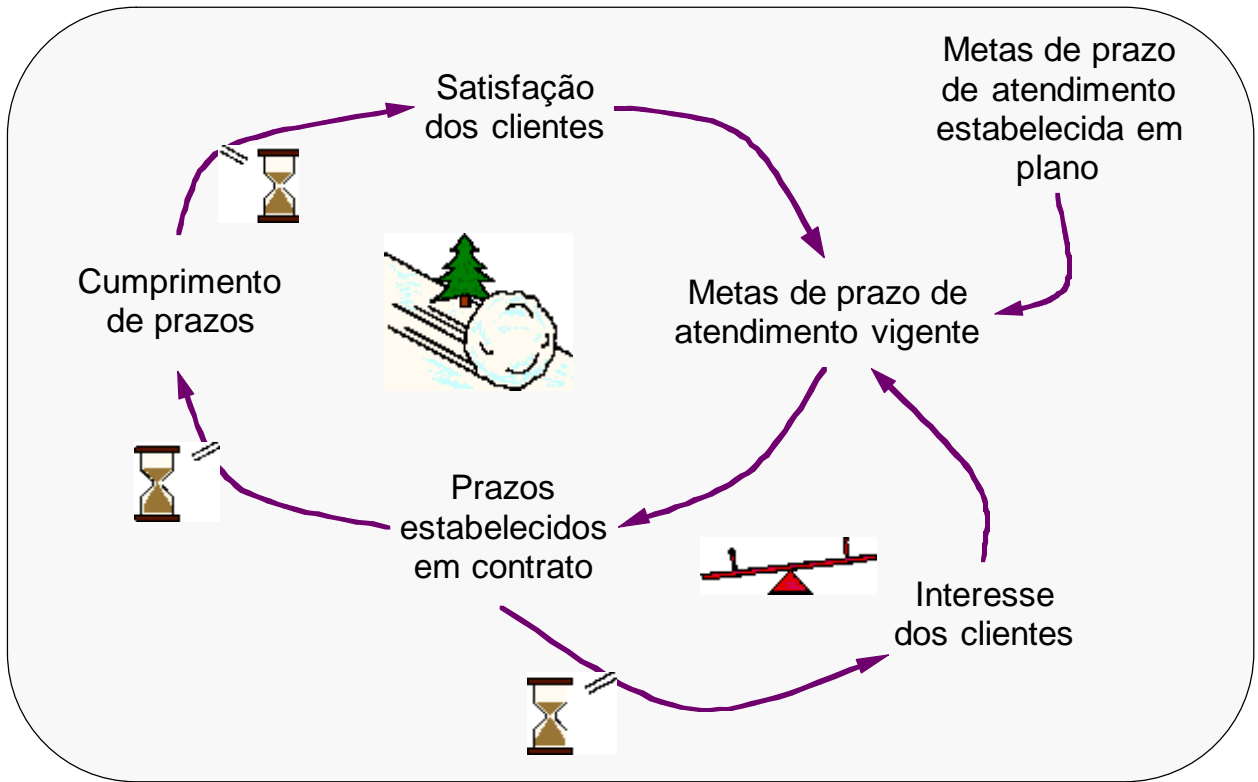 Metas de prazo
de atendimento
estabelecida em
plano
Satisfação
dos clientes
Cumprimento
de prazos
Metas de prazo de
atendimento vigente
Prazos
estabelecidos
em contrato
Interesse
dos clientes